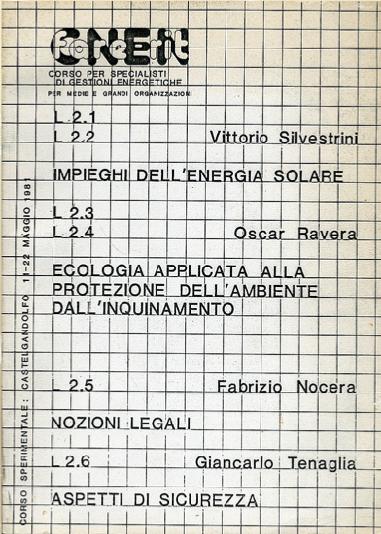 CNEN
CORSO PER SPECIALISTI
DI GESTIONI ENERGETICHE
PER MEDIE E GRANDI ORGANIZZAZIONI
L 2.1
L 2.2 Vittorio Silvestrini
IMPIEGHI DELL'ENERGIA SOLARE
L 2.3
L 2.4 Oscar Ravera
ECOLOGIA APPLICATA ALLA
PROTEZIONE DELL'AMBIENTE
DALL'INQUINAMENTO
L 2.5 Fabrizio Nocera
NOZIONI LEGALI
L 2.6 Giancarlo Tenaglia
ASPETTI DI SICUREZZA
CORSO SPERIMENTALE: CASTELGANDOLFO 11-22 MAGGIO 1981